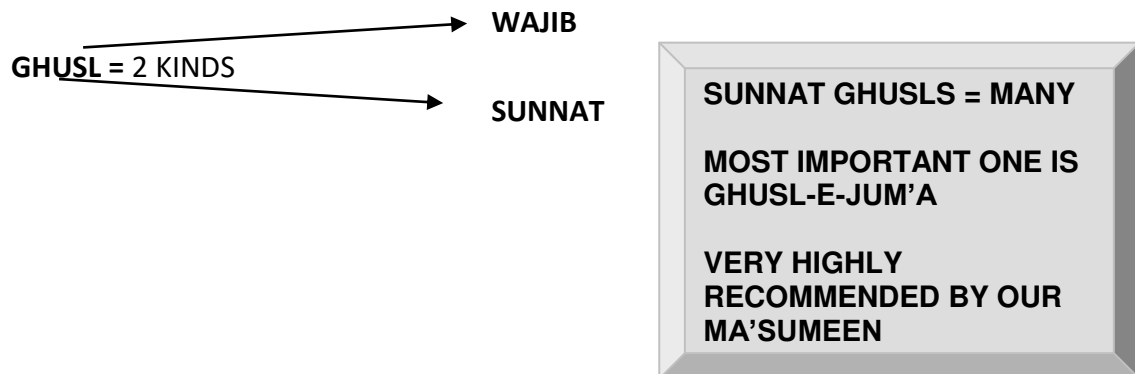 WAJIB
GHUSL = 2 KINDS
SUNNAT
SUNNAT GHUSLS = MANY
MOST IMPORTANT ONE IS
GHUSL-E-JUM’A
VERY HIGHLY
RECOMMENDED BY OUR
MA’SUMEEN